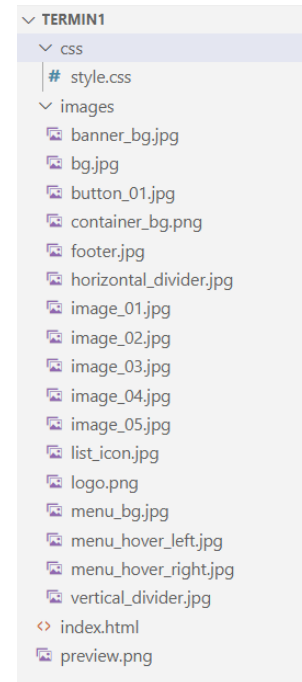 TERMIN1
css
# style.css
images
banner_bg.jpg
bg.jpg
button_01.jpg
container_bg.png
footer.jpg
horizontal_divider.jpg
image_01.jpg
image_02.jpg
image_03.jpg
image_04.jpg
image_05.jpg
list_icon.jpg
logo.png
menu_bg.jpg
menu_hover_left.jpg
menu_hover_right.jpg
vertical_divider.jpg
<> index.html
preview.png